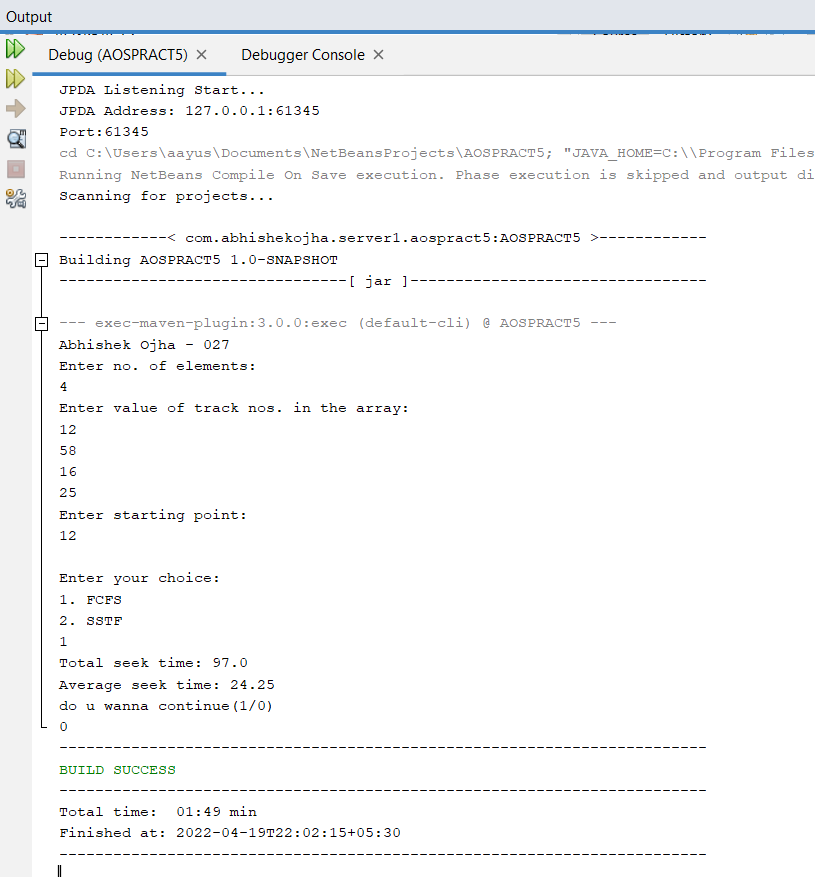 Output
Debug (AOSPRACT5) ×
Debugger Console ×
JPDA Listening Start...
JPDA Address: 127.0.0.1:61345
Port:61345
cd C:\Users\aayus\Documents\NetBeansProjects\AOSPRACT5; "JAVA_HOME=C:\\Program Files
Running NetBeans Compile On Save execution. Phase execution is skipped and output di
Scanning for projects...
------------< com.abhishekojha.server1.aospract5:AOSPRACT5 >------------
Building AOSPRACT5 1.0-SNAPSHOT
--------------------------------[ jar ]---------------------------------
--- exec-maven-plugin:3.0.0:exec (default-cli) @ AOSPRACT5 ---
Abhishek Ojha - 027
Enter no. of elements:
4
Enter value of track nos. in the array:
12
58
16
25
Enter starting point:
12
Enter your choice:
1. FCFS
2. SSTF
1
Total seek time: 97.0
Average seek time: 24.25
do u wanna continue(1/0)
0
------------------------------------------------------------------------
BUILD SUCCESS
------------------------------------------------------------------------
Total time:  01:49 min
Finished at: 2022-04-19T22:02:15+05:30
------------------------------------------------------------------------